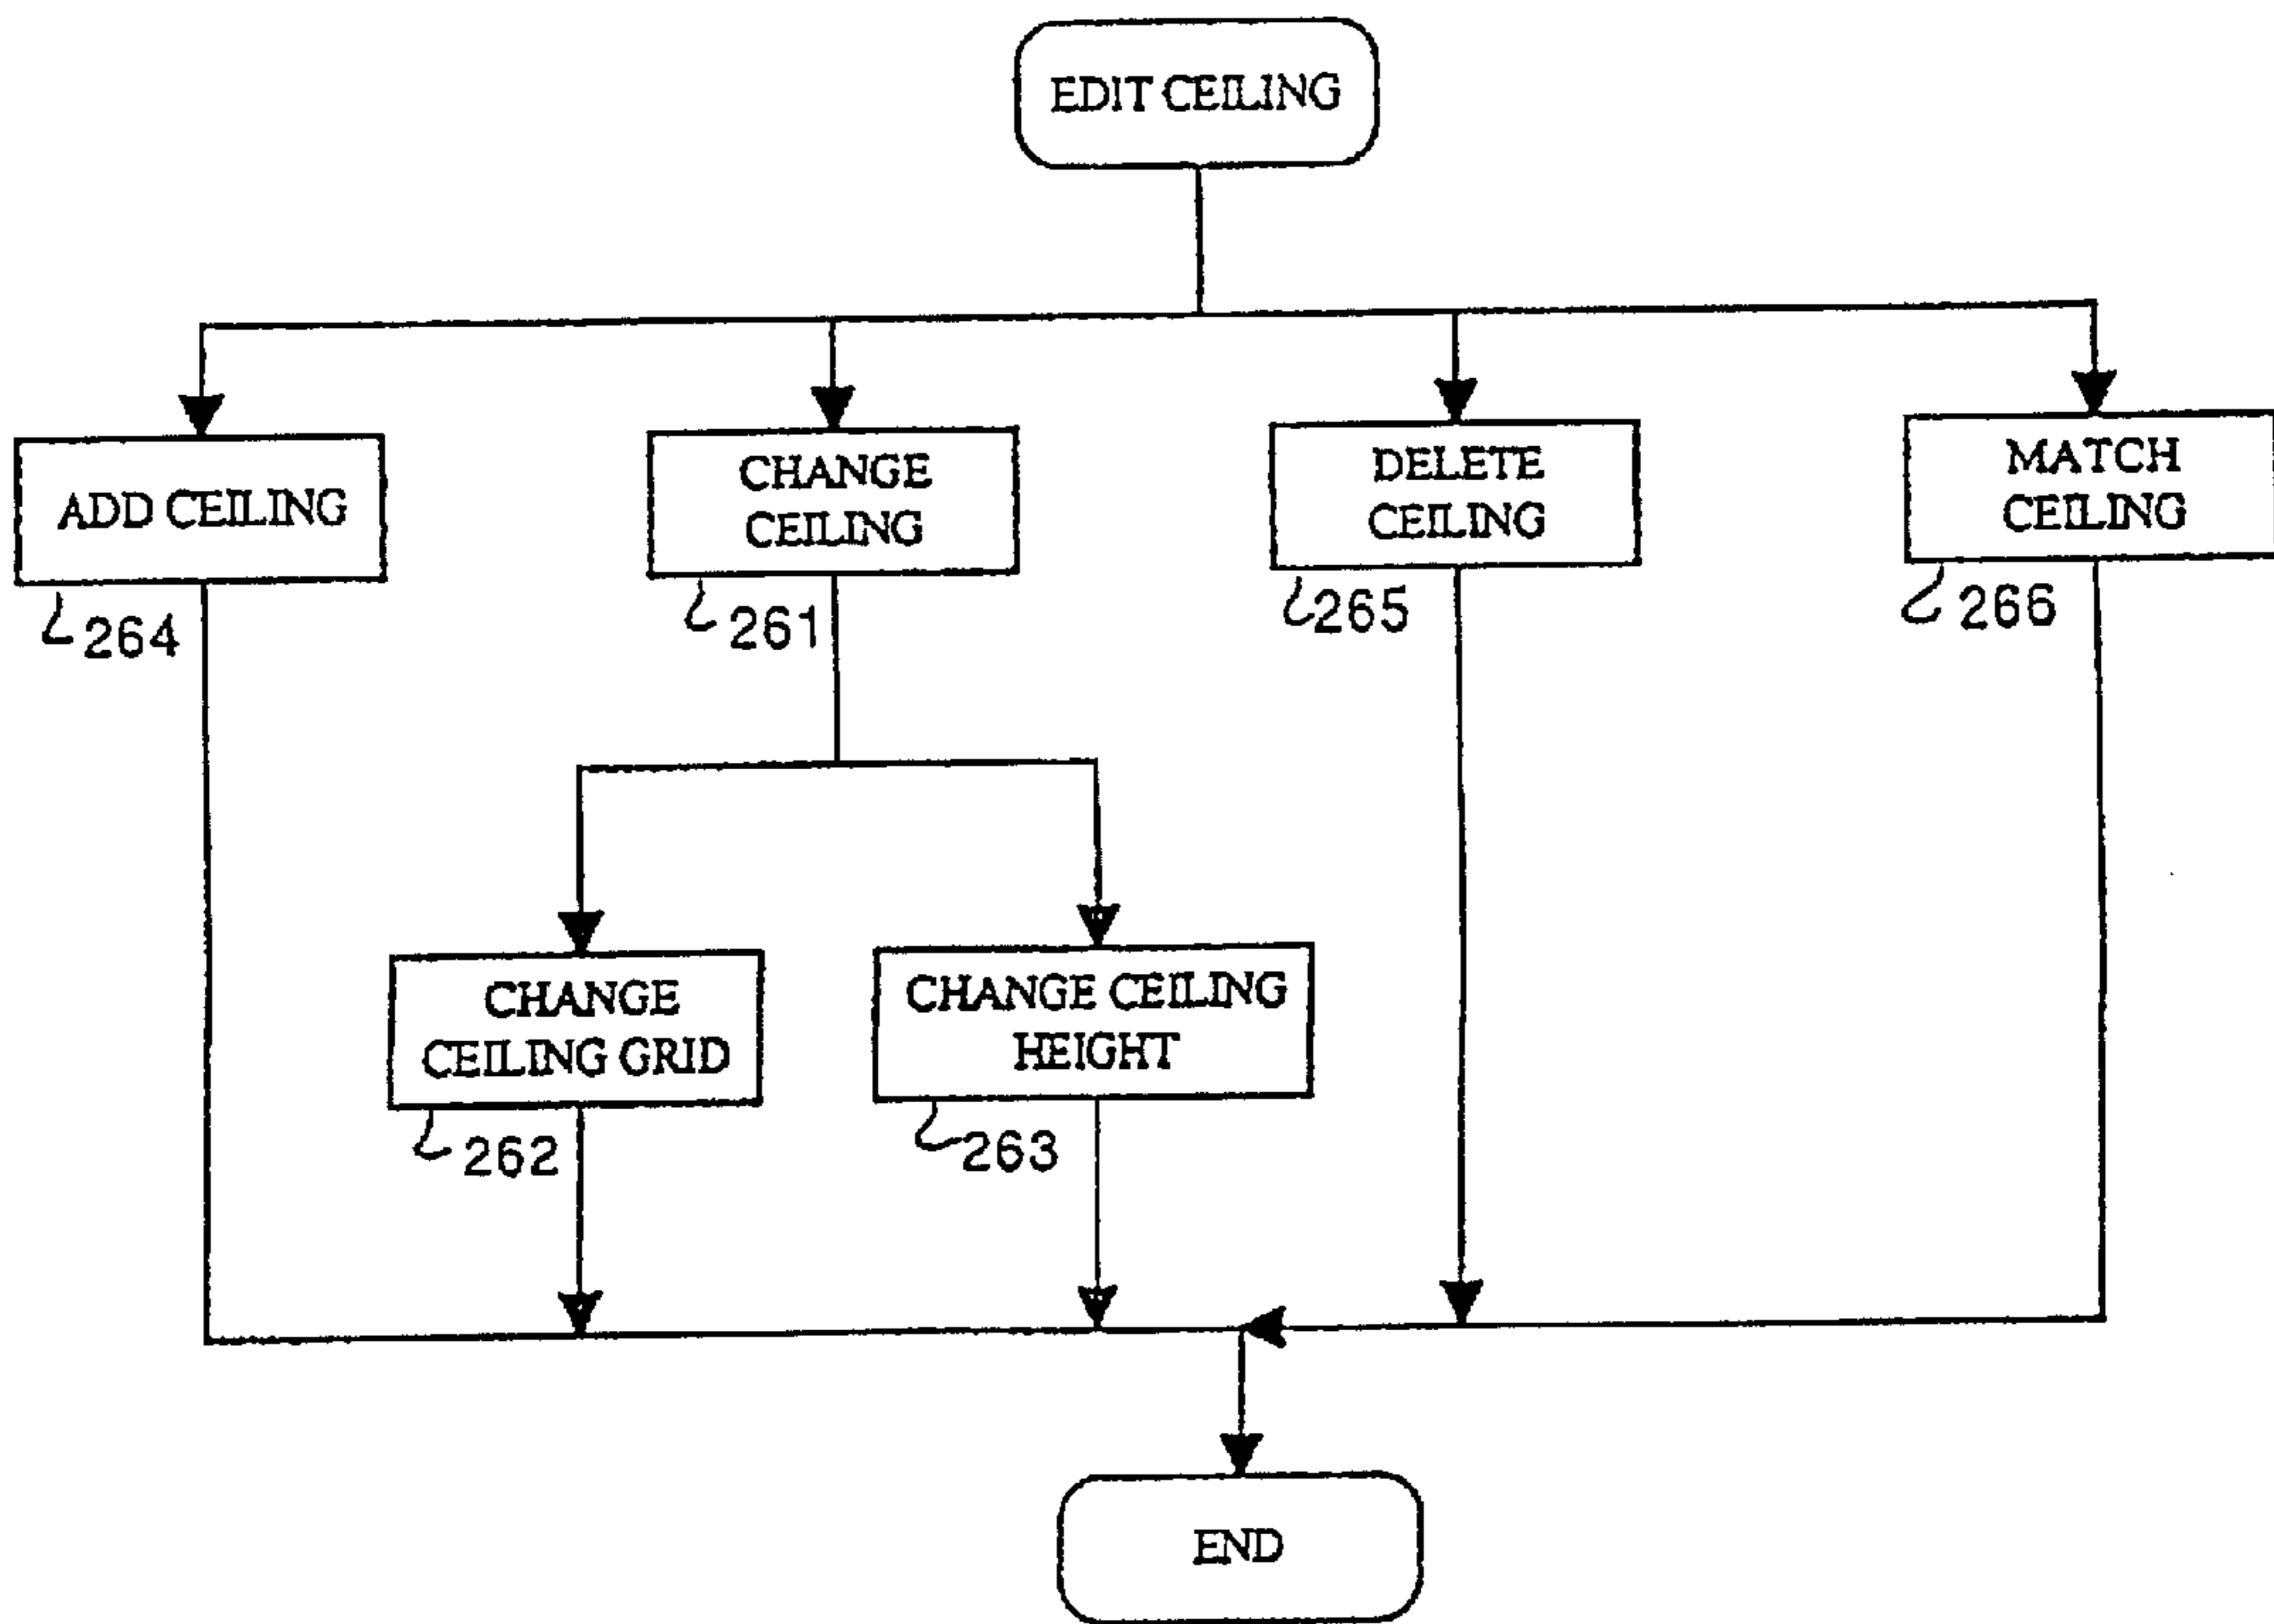 EDIT CEILING
ADD CEILING
264
CHANGE
CEILING
261
DELETE
CEILING
265
MATCH
CEILING
266
CHANGE
CEILING GRID
262
CHANGE CEILING
HEIGHT
263
END